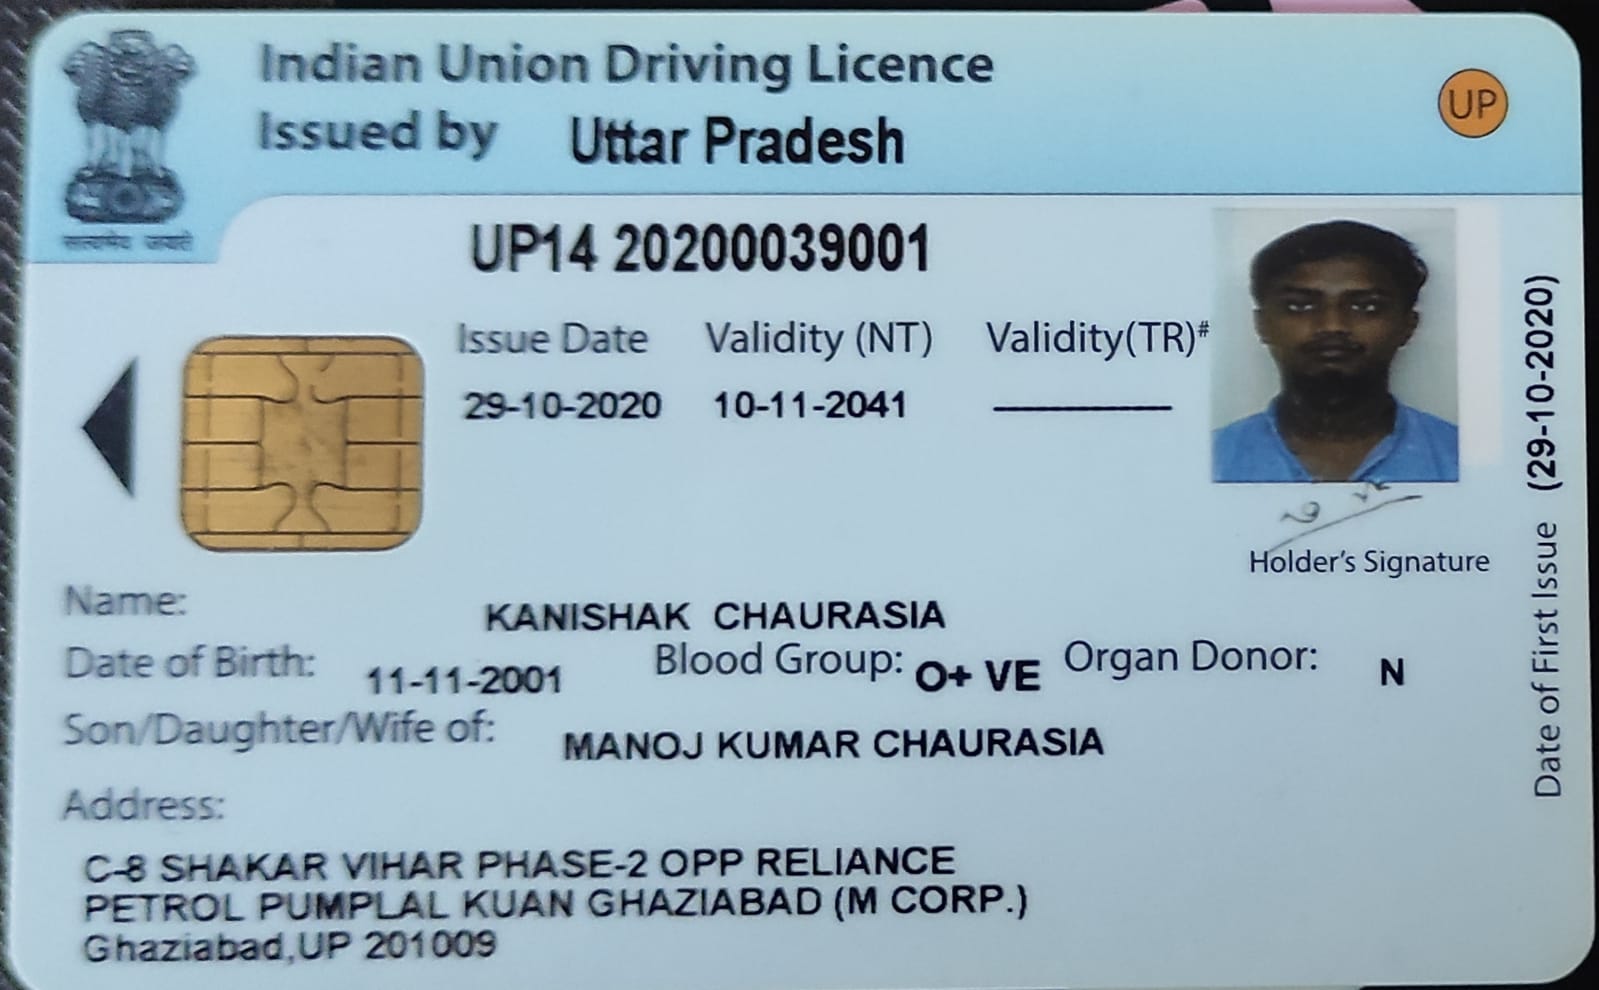 Indian Union Driving Licence
Issued by Uttar Pradesh
UP
सत्यमेव जयते
UP14 20200039001
Issue Date Validity (NT) Validity(TR)#
29-10-2020 10-11-2041
Holder's Signature
Date of First Issue (29-10-2020)
Name: KANISHAK CHAURASIA
Date of Birth: 11-11-2001 Blood Group: O+ VE Organ Donor: N
Son/Daughter/Wife of: MANOJ KUMAR CHAURASIA
Address:
C-8 SHAKAR VIHAR PHASE-2 OPP RELIANCE
PETROL PUMPLAL KUAN GHAZIABAD (M CORP.)
Ghaziabad,UP 201009